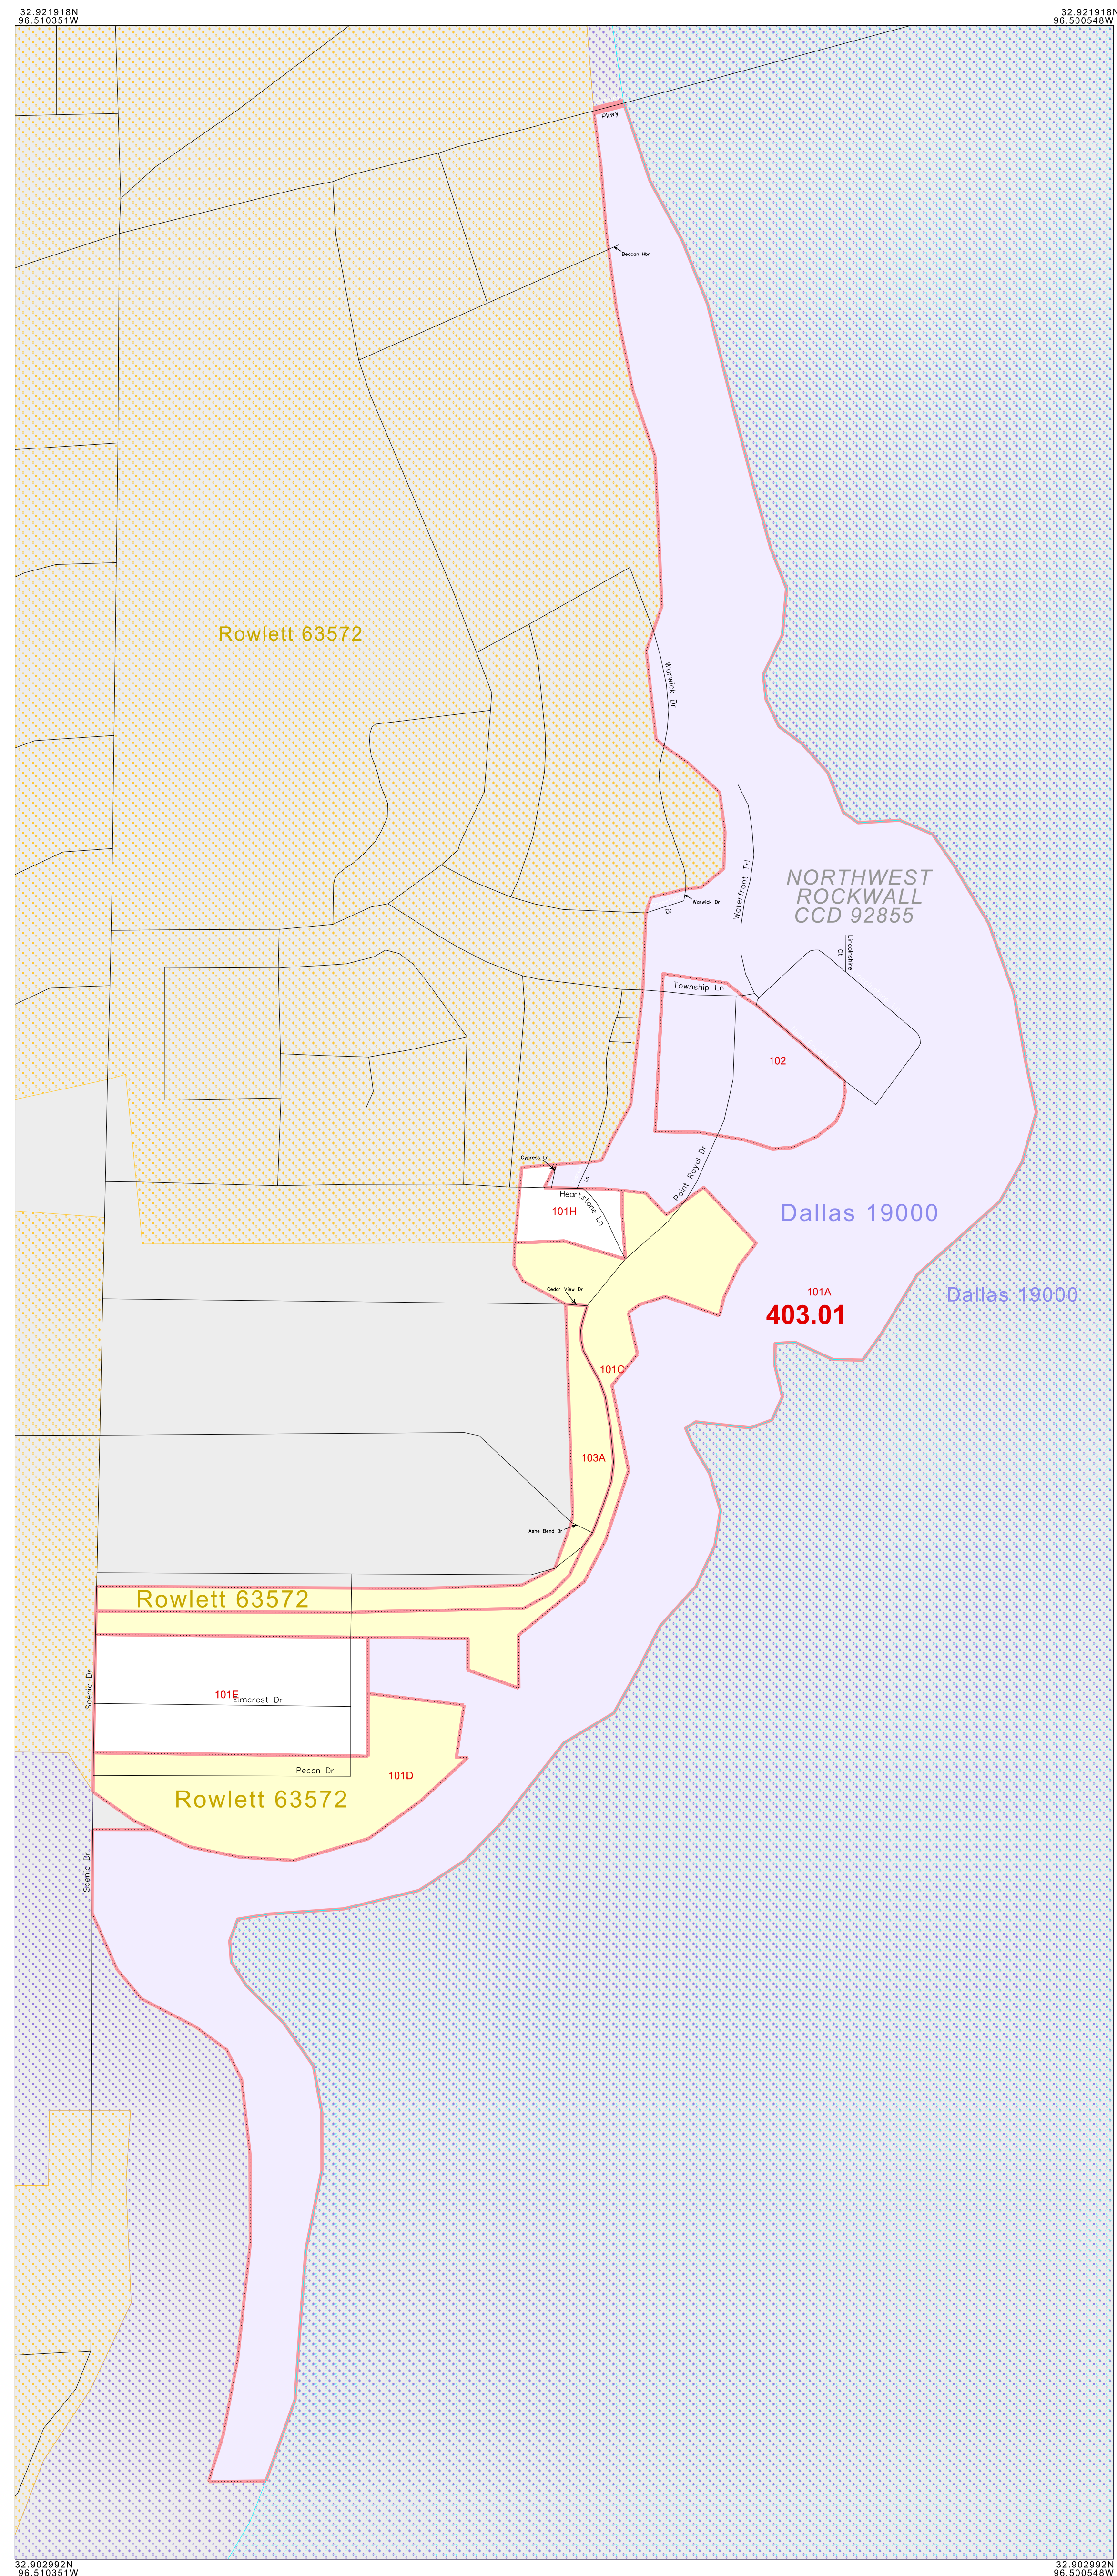 32.921918N
96.510351W
32.921918N
96.500548W
Pkwy
Beacon Hbr
Rowlett 63572
Warwick Dr
Waterfront Trl
NORTHWEST
ROCKWALL
CCD 92855
Warwick Dr
Dr
Lincolnshire
Ct
Township Ln
102
Cypress Ln
Point Royal Dr
S
Heartstone Ln
101H
Dallas 19000
Cedar View Dr
101A
Dallas 19000
403.01
101C
103A
Ashe Bend Dr
Rowlett 63572
Scenic Dr
101E
Elmcrest Dr
Pecan Dr
101D
Rowlett 63572
Scenic Dr
32.902992N
96.510351W
32.902992N
96.500548W